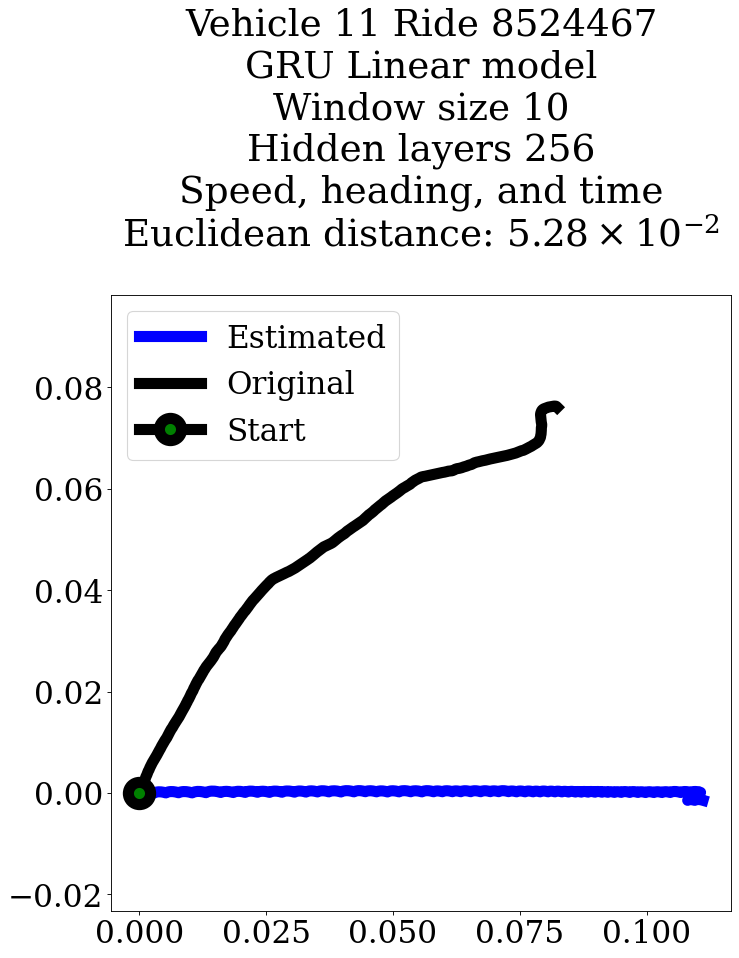 Vehicle 11 Ride 8524467
GRU Linear model
Window size 10
Hidden layers 256
Speed, heading, and time
Euclidean distance: 5.28 × 10⁻²
Estimated
Original
Start
0.08
0.06
0.04
0.02
0.00
−0.02
0.000 0.025 0.050 0.075 0.100